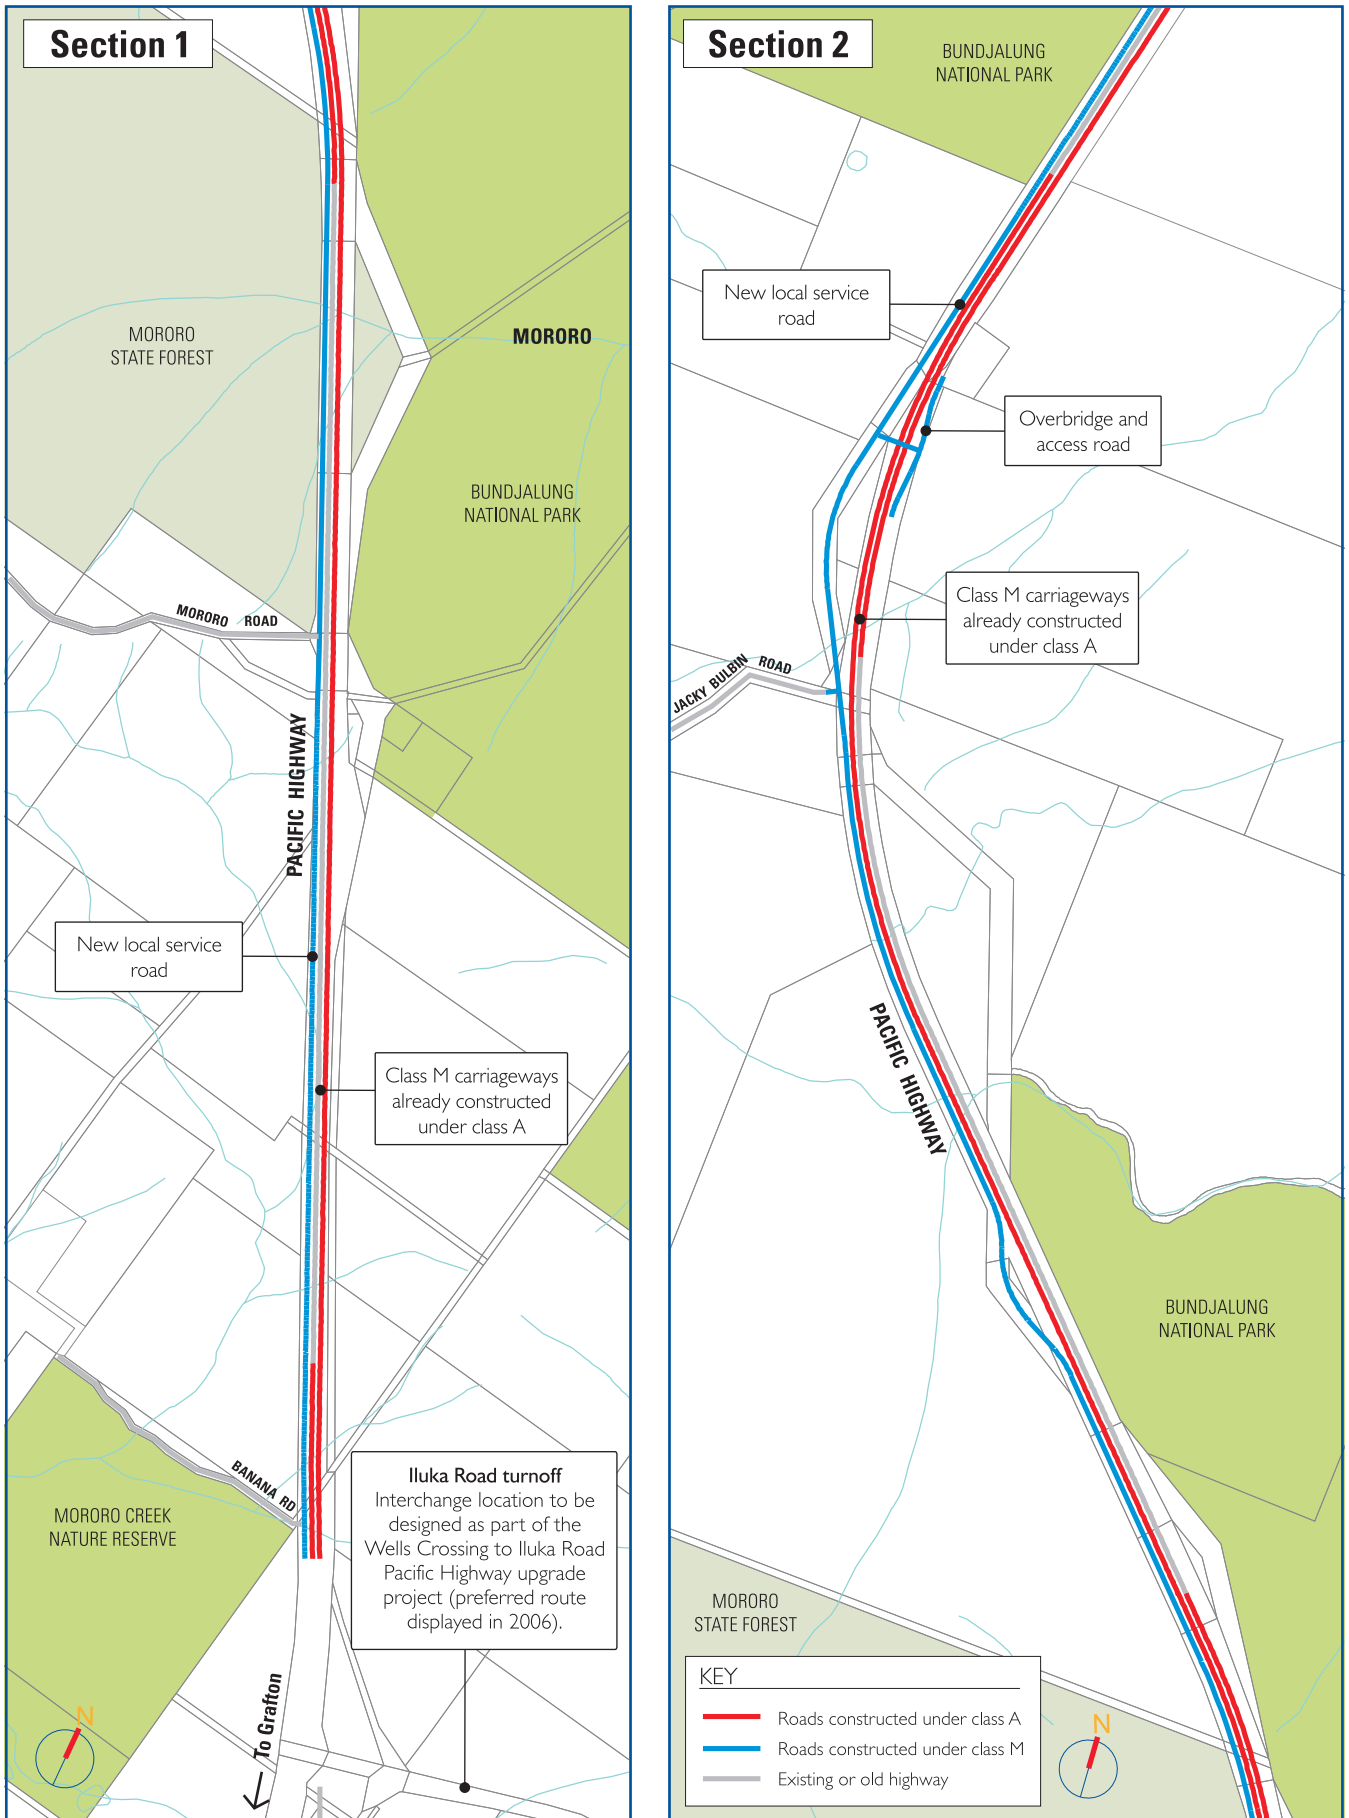 Section 1
MORORO
STATE FOREST
MORORO
BUNDJALUNG
NATIONAL PARK
MORORO ROAD
PACIFIC HIGHWAY
New local service
road
Class M carriageways
already constructed
under class A
BANANA RD
Iluka Road turnoff
Interchange location to be
designed as part of the
Wells Crossing to Iluka Road
Pacific Highway upgrade
project (preferred route
displayed in 2006).
MORORO CREEK
NATURE RESERVE
To Grafton
N
Section 2
BUNDJALUNG
NATIONAL PARK
New local service
road
Overbridge and
access road
Class M carriageways
already constructed
under class A
JACKY BULBIN ROAD
PACIFIC HIGHWAY
BUNDJALUNG
NATIONAL PARK
MORORO
STATE FOREST
KEY
Roads constructed under class A
Roads constructed under class M
Existing or old highway
N